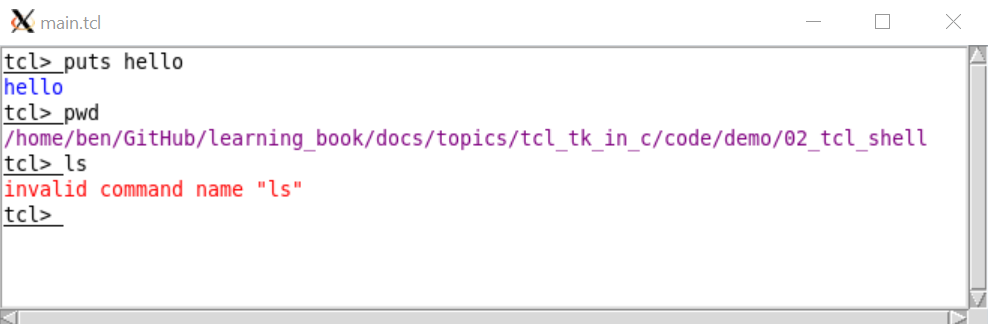 main.tcl
tcl> puts hello
hello
tcl> pwd
/home/ben/GitHub/learning_book/docs/topics/tcl_tk_in_c/code/demo/02_tcl_shell
tcl> ls
invalid command name "ls"
tcl>